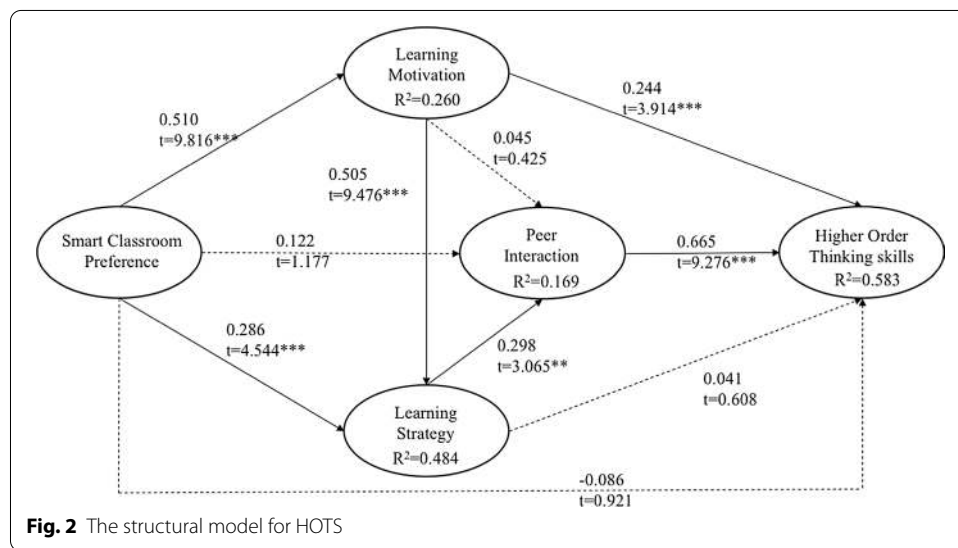 Learning
Motivation
R²=0.260
0.510
t=9.816***
0.244
t=3.914***
0.045
t=0.425
0.505
t=9.476***
Smart Classroom
Preference
0.122
t=1.177
Peer
Interaction
R²=0.169
0.665
t=9.276***
Higher Order
Thinking skills
R²=0.583
0.286
t=4.544***
0.298
t=3.065**
0.041
t=0.608
Learning
Strategy
R²=0.484
-0.086
t=0.921
Fig. 2 The structural model for HOTS